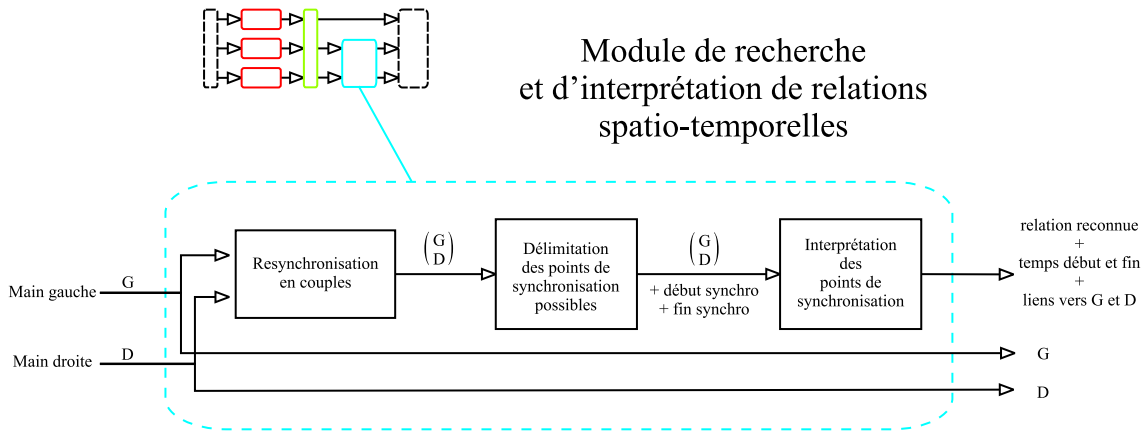 Module de recherche
et d'interprétation de relations
spatio-temporelles
Main gauche
G
Main droite
D
Resynchronisation
en couples
G
D
Délimitation
des points de
synchronisation
possibles
G
D
+ début synchro
+ fin synchro
Interprétation
des
points de
synchronisation
relation reconnue
+
temps début et fin
+
liens vers G et D
G
D